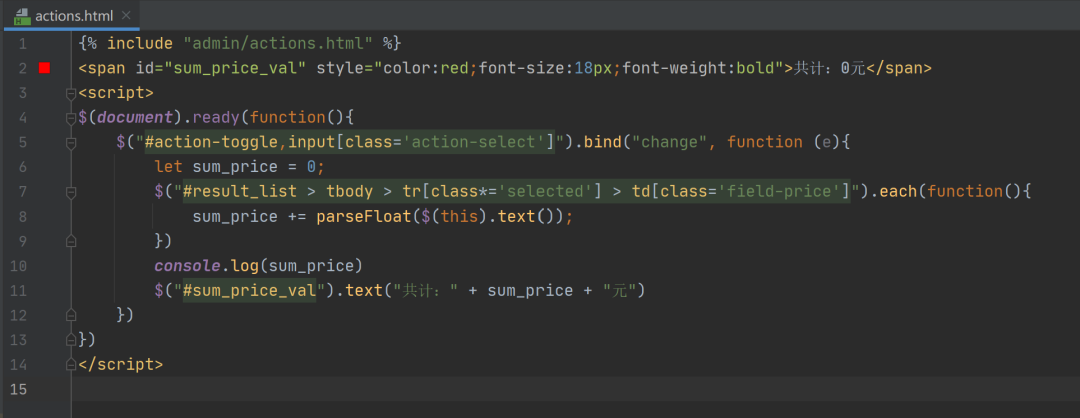 actions.html
1 {% include "admin/actions.html" %}
2 <span id="sum_price_val" style="color:red;font-size:18px;font-weight:bold">共计：0元</span>
3 <script>
4 $(document).ready(function(){
5     $("#action-toggle,input[class='action-select']").bind("change", function (e){
6         let sum_price = 0;
7         $("#result_list > tbody > tr[class*='selected'] > td[class='field-price']").each(function(){
8             sum_price += parseFloat($(this).text());
9         })
10         console.log(sum_price)
11         $("#sum_price_val").text("共计：" + sum_price + "元")
12     })
13 })
14 </script>
15